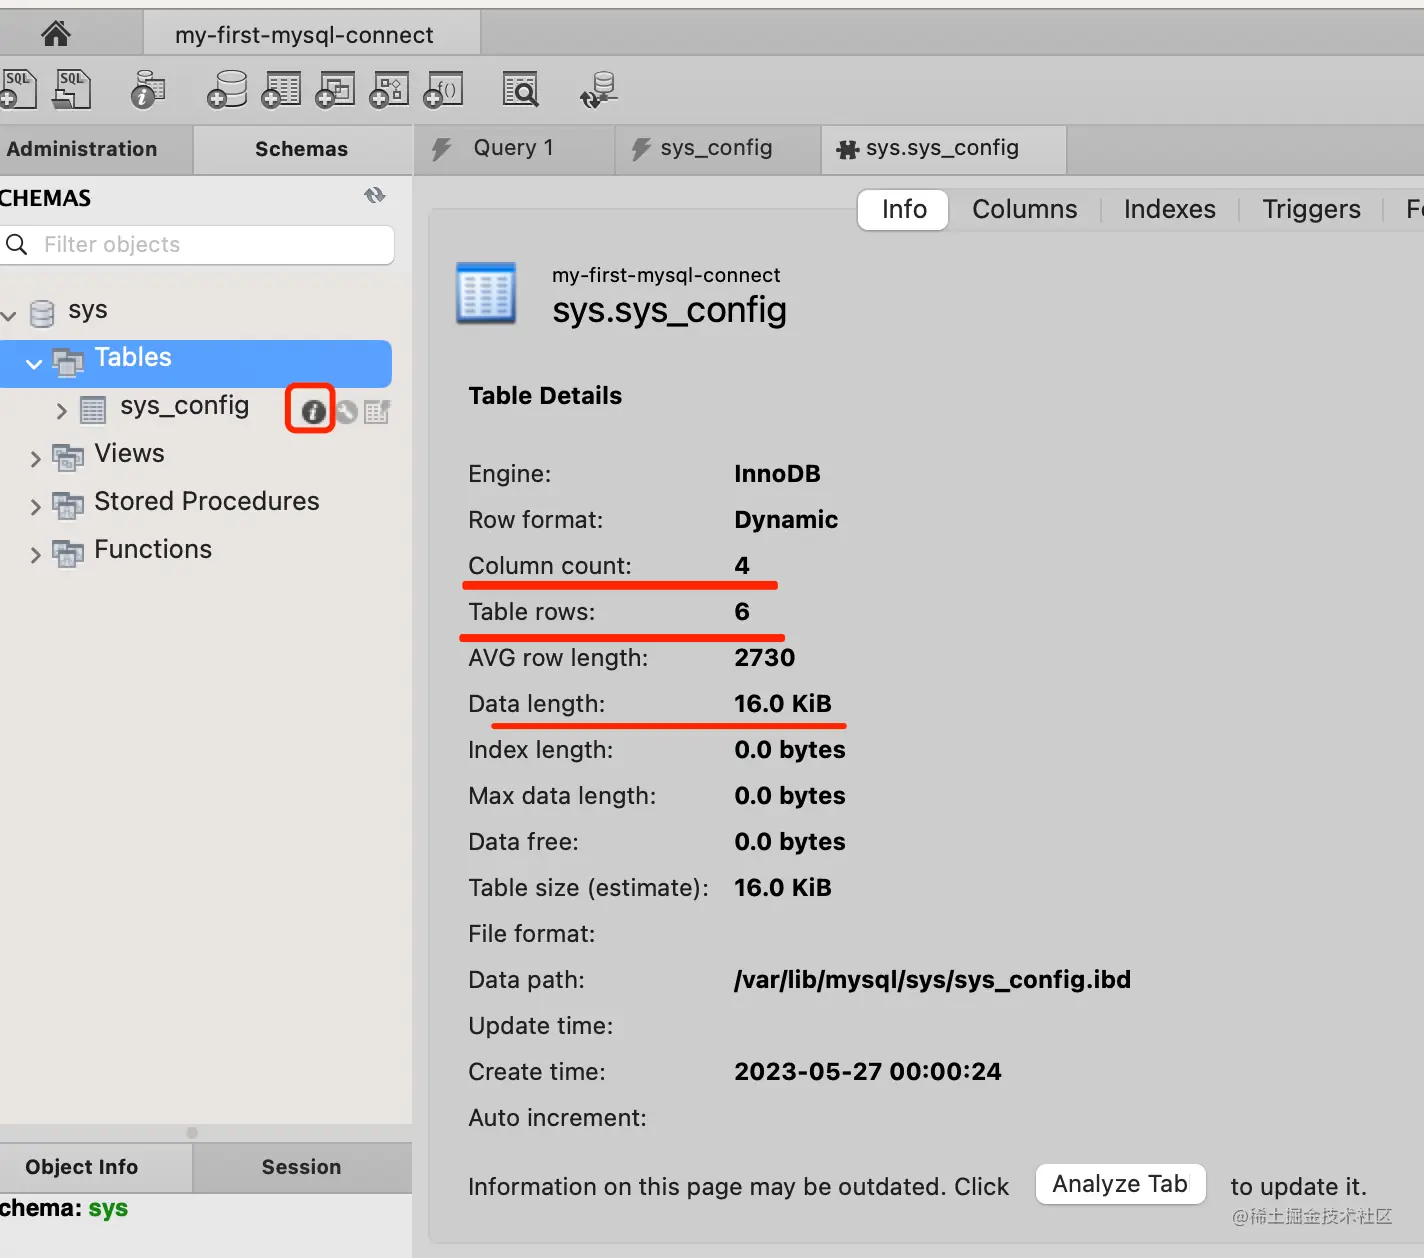 my-first-mysql-connect
SQL
SQL
f()
Administration
Schemas
Query 1
sys_config
sys.sys_config
CHEMAS
Filter objects
sys
Tables
sys_config
Views
Stored Procedures
Functions
Info
Columns
Indexes
Triggers
my-first-mysql-connect
sys.sys_config
Table Details
Engine: InnoDB
Row format: Dynamic
Column count: 4
Table rows: 6
AVG row length: 2730
Data length: 16.0 KiB
Index length: 0.0 bytes
Max data length: 0.0 bytes
Data free: 0.0 bytes
Table size (estimate): 16.0 KiB
File format:
Data path: /var/lib/mysql/sys/sys_config.ibd
Update time:
Create time: 2023-05-27 00:00:24
Auto increment:
Information on this page may be outdated. Click Analyze Tab to update it.
Object Info
Session
chema: sys
@稀土掘金技术社区